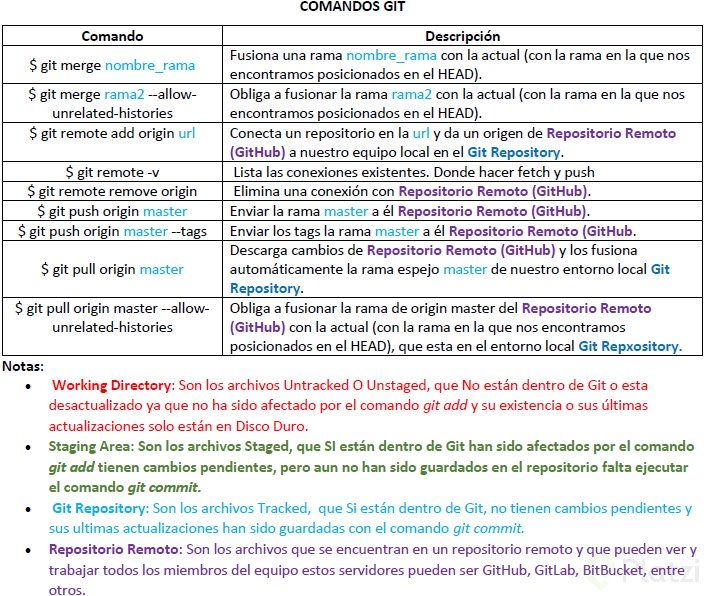 COMANDOS GIT
Comando Descripción
$ git merge nombre_rama
Fusiona una rama nombre_rama con la actual (con la rama en la que nos
encontramos posicionados en el HEAD).
$ git merge rama2 --allow-
unrelated-histories
Obliga a fusionar la rama rama2 con la actual (con la rama en la que nos
encontramos posicionados en el HEAD).
$ git remote add origin url
Conecta un repositorio en la url y da un origen de Repositorio Remoto
(GitHub) a nuestro equipo local en el Git Repository.
$ git remote -v
Lista las conexiones existentes. Donde hacer fetch y push
$ git remote remove origin
Elimina una conexión con Repositorio Remoto (GitHub).
$ git push origin master
Enviar la rama master a él Repositorio Remoto (GitHub).
$ git push origin master --tags
Enviar los tags la rama master a él Repositorio Remoto (GitHub.
$ git pull origin master
Descarga cambios de Repositorio Remoto (GitHub) y los fusiona
automáticamente la rama espejo master de nuestro entorno local Git
Repository.
$ git pull origin master --allow-
unrelated-histories
Obliga a fusionar la rama de origin master del Repositorio Remoto
(GitHub) con la actual (con la rama en la que nos encontramos
posicionados en el HEAD), que esta en el entorno local Git Repxository.
Notas:
• Working Directory: Son los archivos Untracked O Unstaged, que No están dentro de Git o esta
desactualizado ya que no ha sido afectado por el comando git add y su existencia o sus últimas
actualizaciones solo están en Disco Duro.
• Staging Area: Son los archivos Staged, que SI están dentro de Git han sido afectados por el comando
git add tienen cambios pendientes, pero aun no han sido guardados en el repositorio falta ejecutar
el comando git commit.
• Git Repository: Son los archivos Tracked, que Si están dentro de Git, no tienen cambios pendientes y
sus ultimas actualizaciones han sido guardadas con el comando git commit.
• Repositorio Remoto: Son los archivos que se encuentran en un repositorio remoto y que pueden ver y
trabajar todos los miembros del equipo estos servidores pueden ser GitHub, GitLab, BitBucket, entre
otros.
Platzi